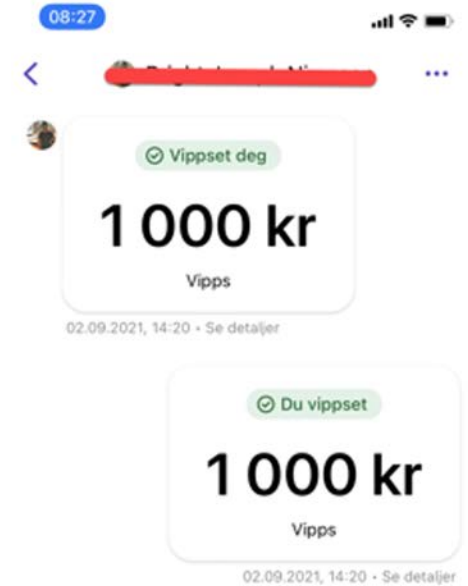 08:27
Vippset deg
1 000 kr
Vipps
02.09.2021, 14:20 • Se detaljer
Du vippset
1 000 kr
Vipps
02.09.2021, 14:20 • Se detaljer